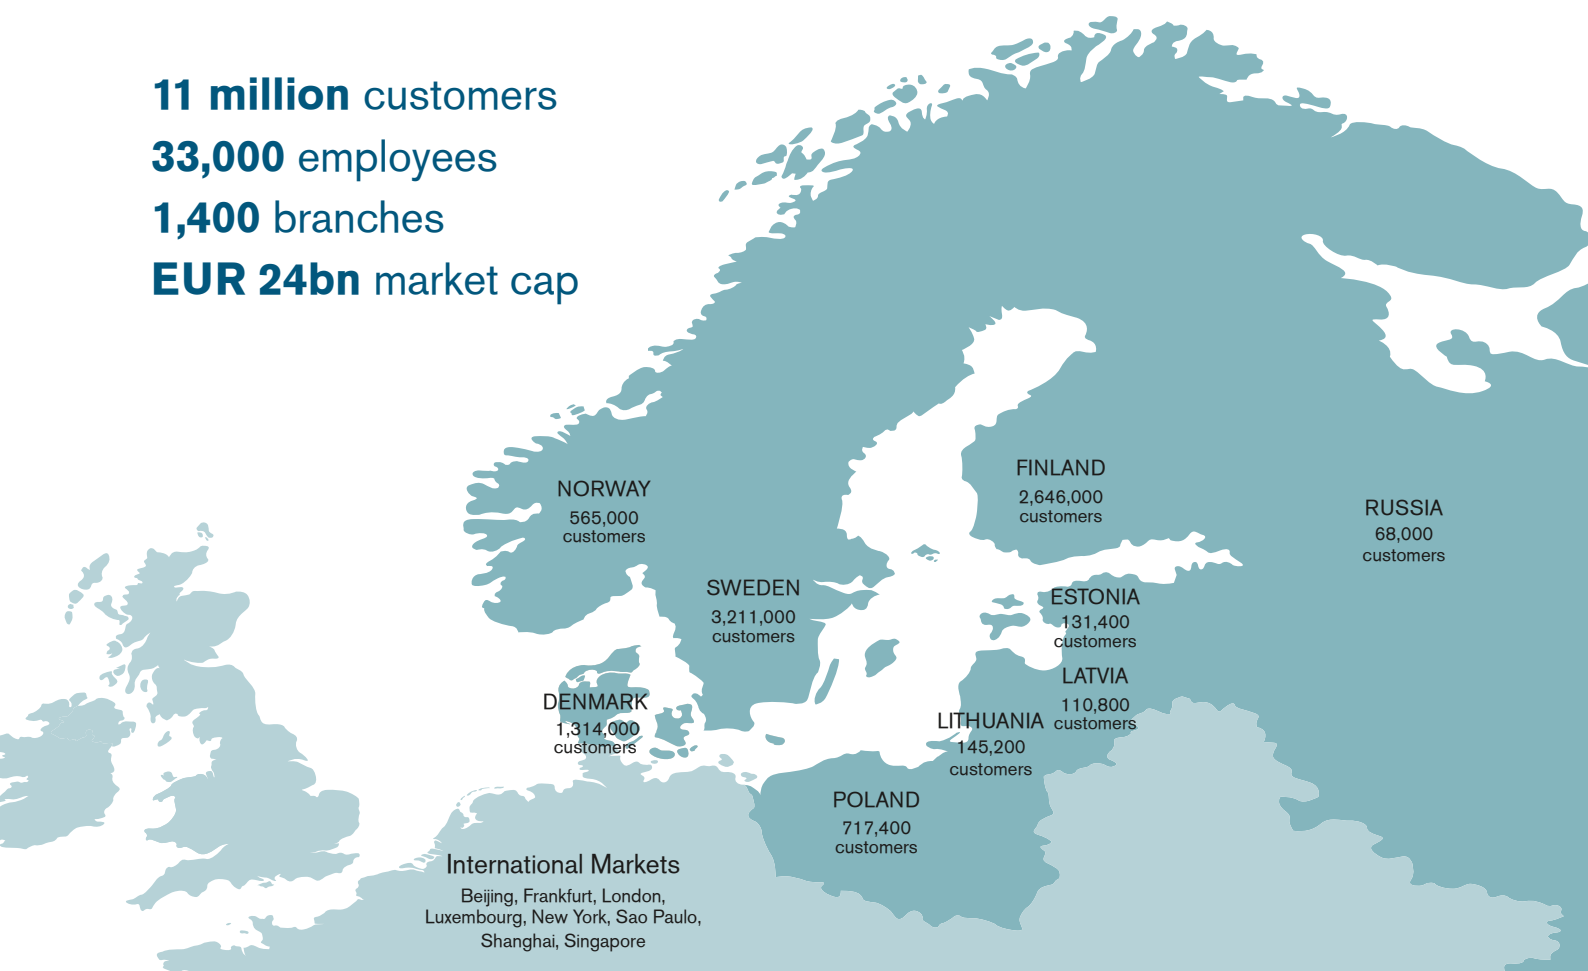 11 million customers
33,000 employees
1,400 branches
EUR 24bn market cap
NORWAY
565,000
customers
FINLAND
2,646,000
customers
RUSSIA
68,000
customers
SWEDEN
3,211,000
customers
ESTONIA
131,400
customers
LATVIA
110,800
customers
DENMARK
1,314,000
customers
LITHUANIA
145,200
customers
POLAND
717,400
customers
International Markets
Beijing, Frankfurt, London,
Luxembourg, New York, Sao Paulo,
Shanghai, Singapore